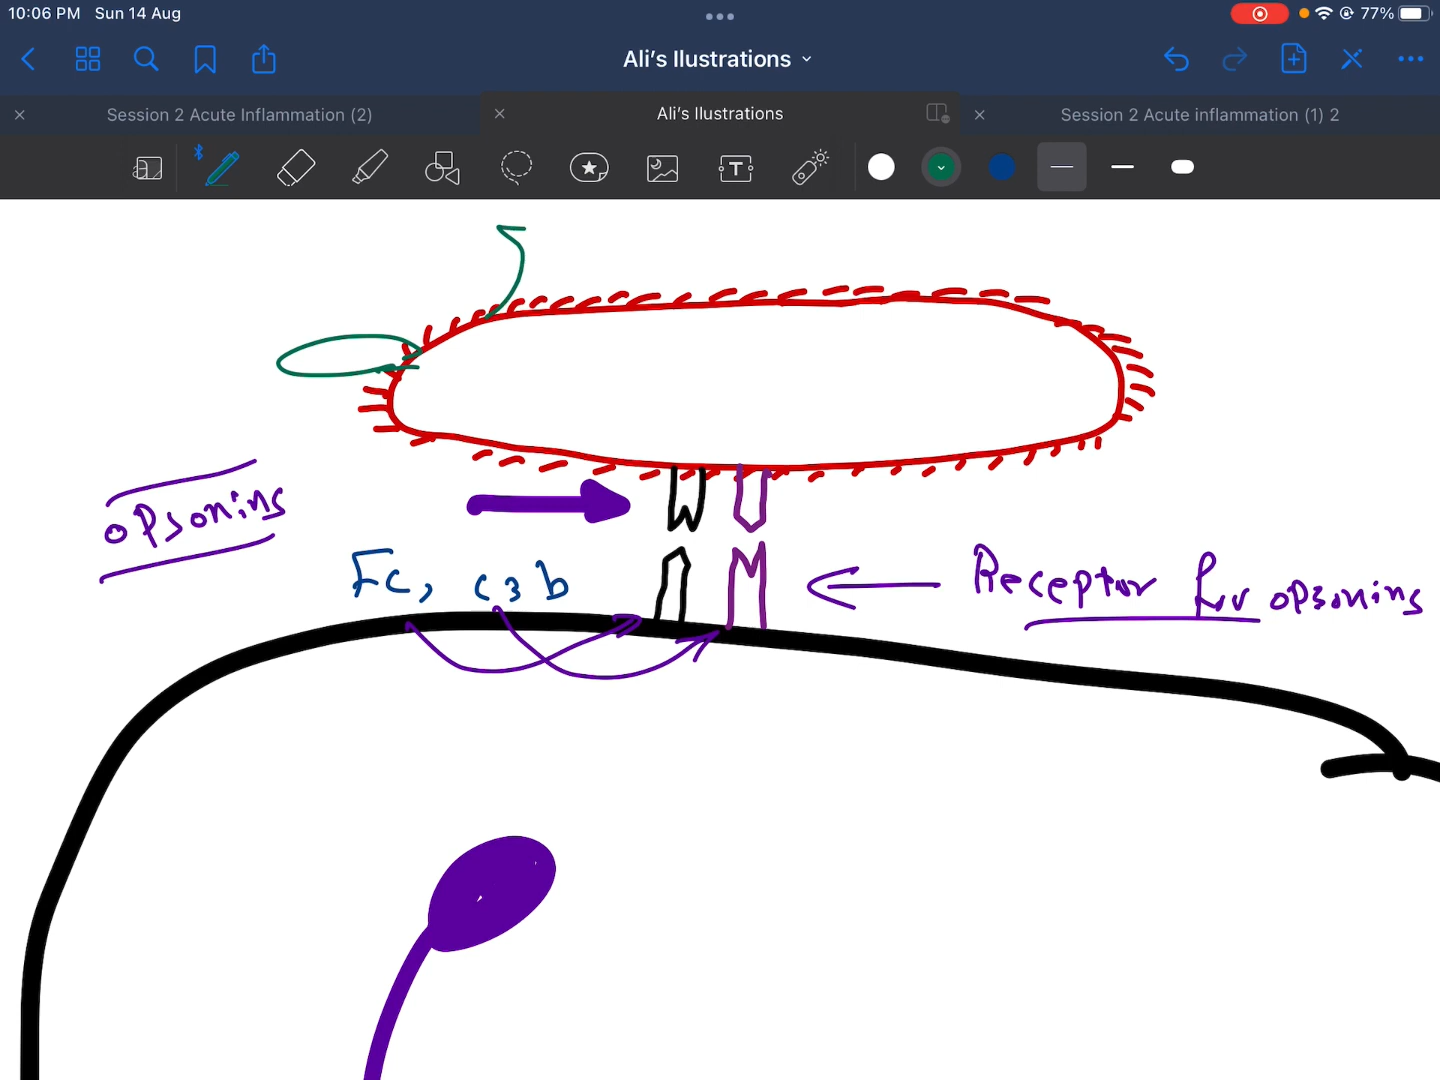 10:06 PM Sun 14 Aug
77%
Ali's Ilustrations
Session 2 Acute Inflammation (2)
Ali's Ilustrations
Session 2 Acute inflammation (1) 2
opsonins
Fc, c3b
Receptor for opsonins